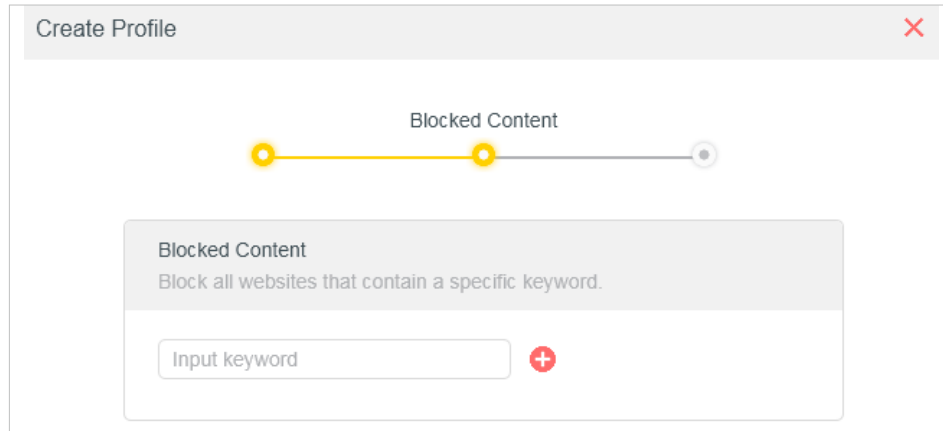 Create Profile
Blocked Content
Blocked Content
Block all websites that contain a specific keyword.
Input keyword